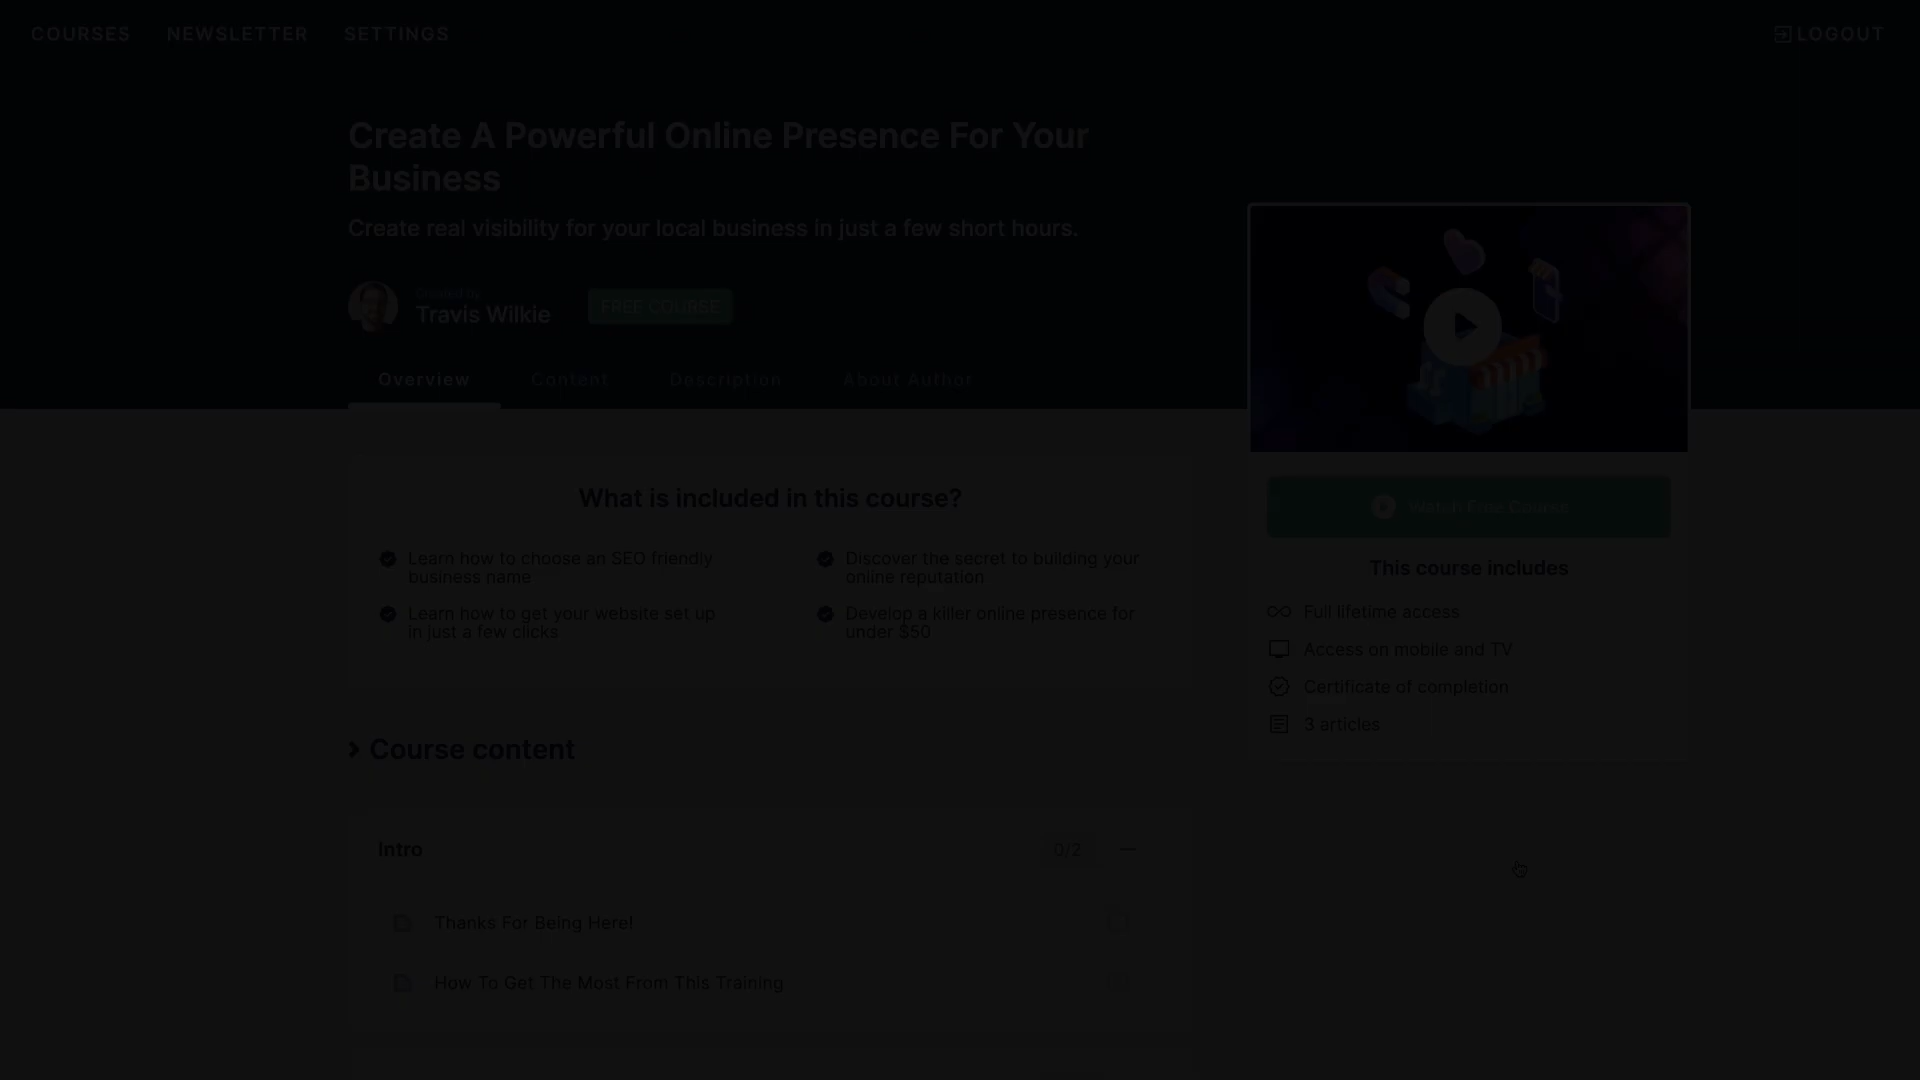 COURSES
NEWSLETTER
SETTINGS
LOGOUT
Create A Powerful Online Presence For Your
Business
Create real visibility for your local business in just a few short hours.
Created by
Travis Wilkie
FREE COURSE
Overview
Content
Description
About Author
What is included in this course?
Learn how to choose an SEO friendly
business name
Learn how to get your website set up
in just a few clicks
Discover the secret to building your
online reputation
Develop a killer online presence for
under $50
Watch Free Course
This course includes
Full lifetime access
Access on mobile and TV
Certificate of completion
3 articles
Course content
Intro
0/2
Thanks For Being Here!
How To Get The Most From This Training